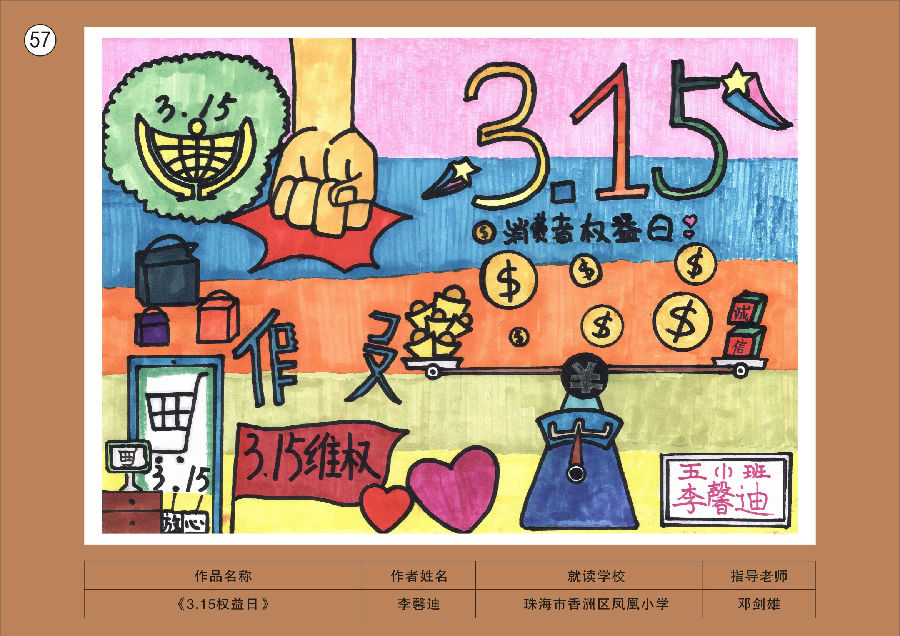 57
3.15
3.15
消费者权益日
$
$
$
$
$
$
$
诚
信
作
又
¥
3.15维权
3.15
放心
五小班
李馨迪
作品名称
作者姓名
就读学校
指导老师
《3.15权益日》
李馨迪
珠海市香洲区凤凰小学
邓剑雄